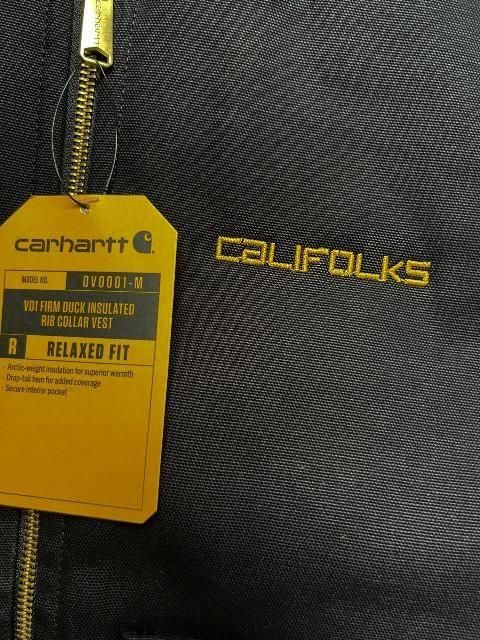 carhartt
carhartt
MODEL NO. OV0001-M
V01 FIRM DUCK INSULATED
RIB COLLAR VEST
R RELAXED FIT
· Arctic-weight insulation for superior warmth
· Drop-tail hem for added coverage
· Secure interior pocket
CALIFOLKS